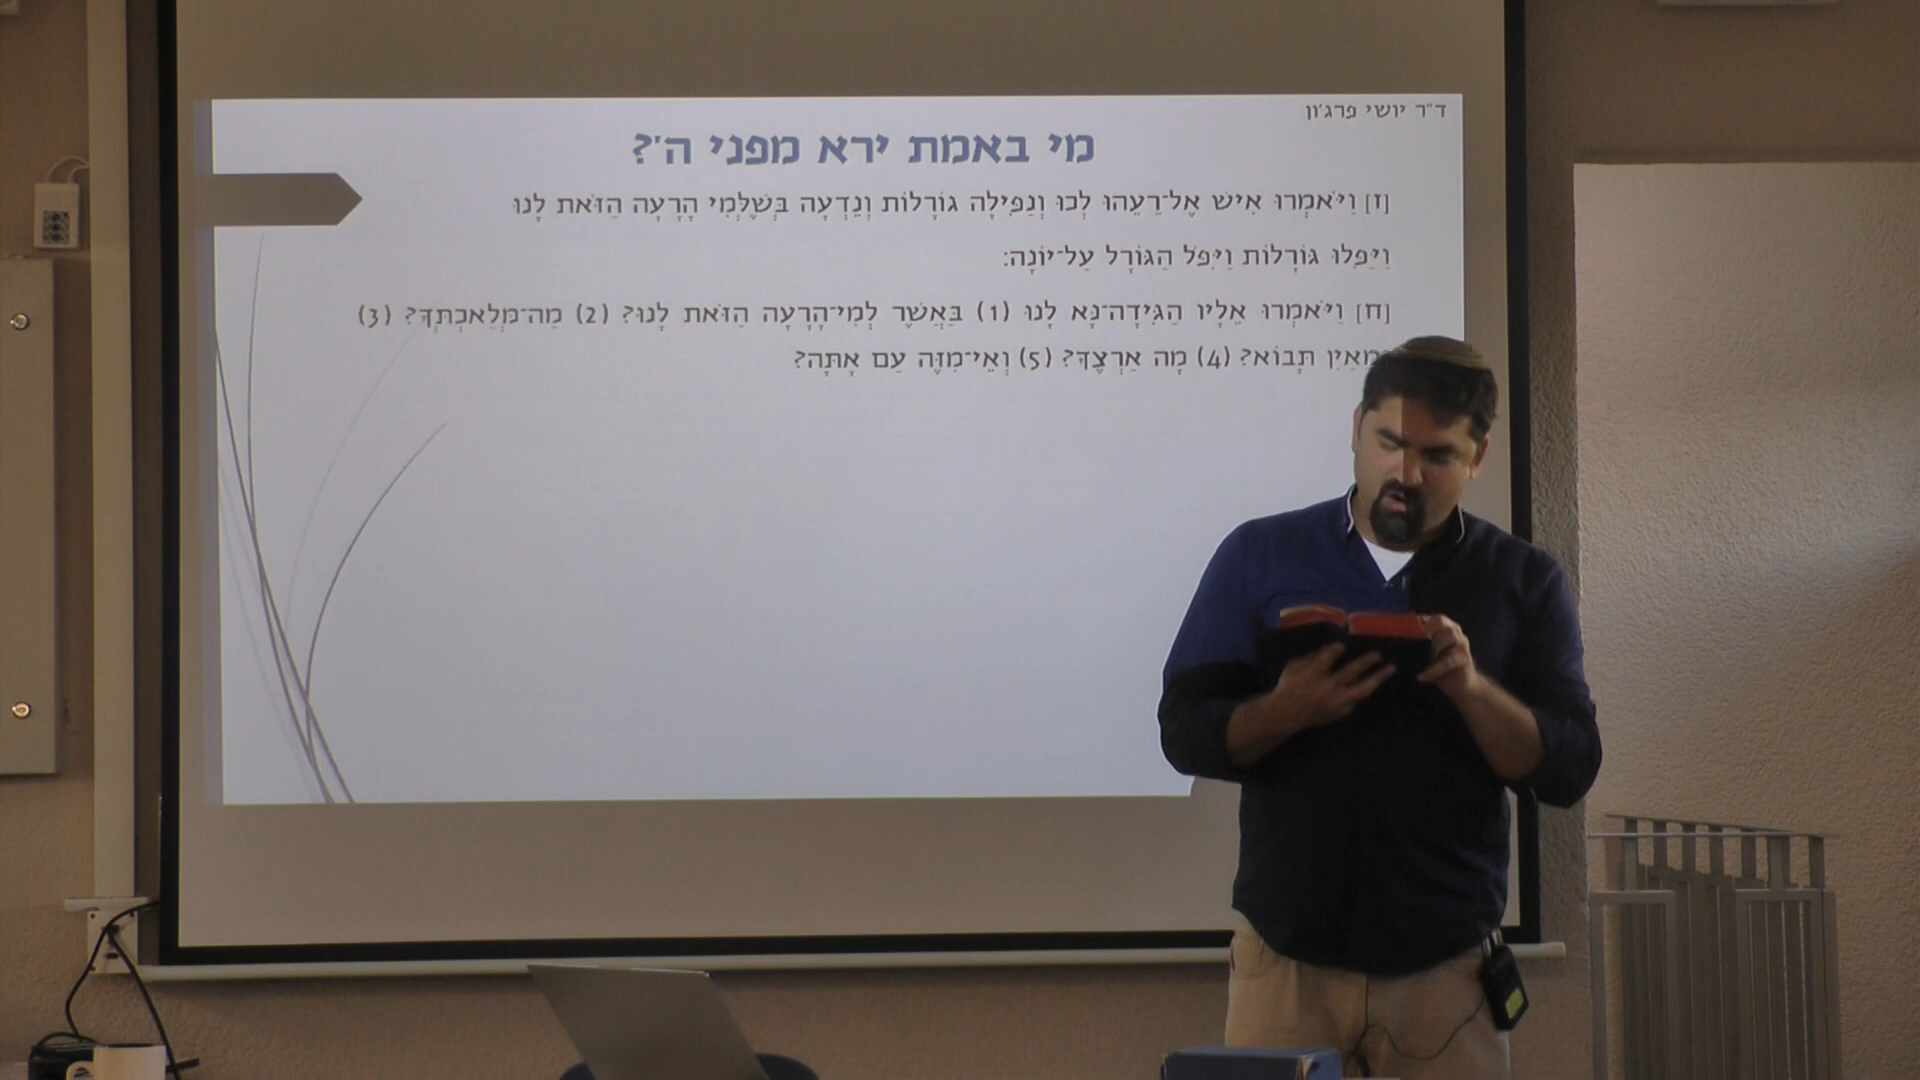 ד״ר יושי פרג׳ון
מי באמת ירא מפני ה׳?
[ז] וַיֹּאמְרוּ אִישׁ אֶל־רֵעֵהוּ לְכוּ וְנַפִּילָה גוֹרָלוֹת וְנֵדְעָה בְּשֶׁלְּמִי הָרָעָה הַזֹּאת לָנוּ
וַיַּפִּלוּ גּוֹרָלוֹת וַיִּפֹּל הַגּוֹרָל עַל־יוֹנָה:
[ח] וַיֹּאמְרוּ אֵלָיו הַגִּידָה־נָּא לָנוּ (1) בַּאֲשֶׁר לְמִי־הָרָעָה הַזֹּאת לָנוּ? (2) מַה־מְּלַאכְתְּךָ? (3)
מֵאַיִן תָּבוֹא? (4) מָה אַרְצֶךָ? (5) וְאֵי־מִזֶּה עַם אָתָּה?